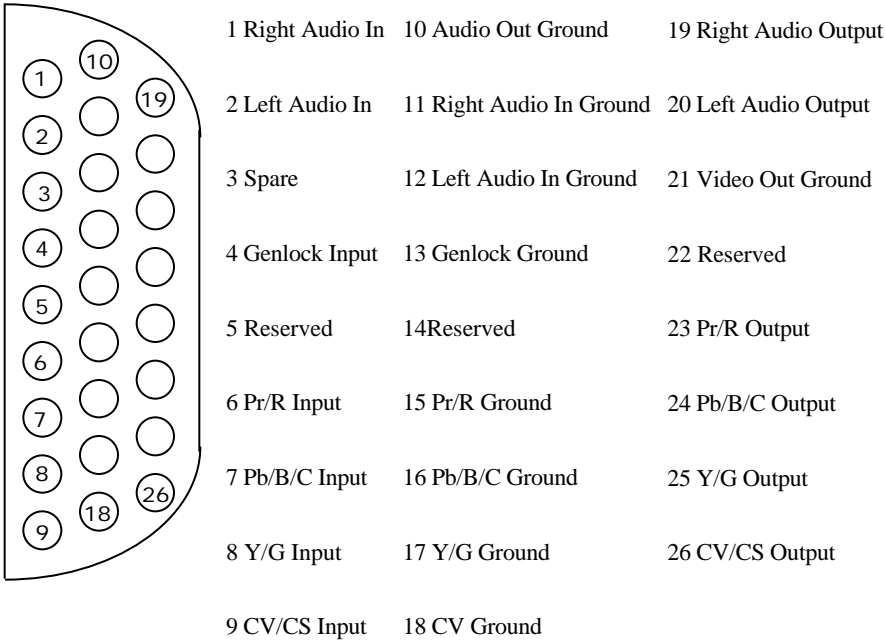 1 Right Audio In 10 Audio Out Ground 19 Right Audio Output
2 Left Audio In 11 Right Audio In Ground 20 Left Audio Output
3 Spare 12 Left Audio In Ground 21 Video Out Ground
4 Genlock Input 13 Genlock Ground 22 Reserved
5 Reserved 14Reserved 23 Pr/R Output
6 Pr/R Input 15 Pr/R Ground 24 Pb/B/C Output
7 Pb/B/C Input 16 Pb/B/C Ground 25 Y/G Output
8 Y/G Input 17 Y/G Ground 26 CV/CS Output
9 CV/CS Input 18 CV Ground
1
2
3
4
5
6
7
8
9
10
18
19
26